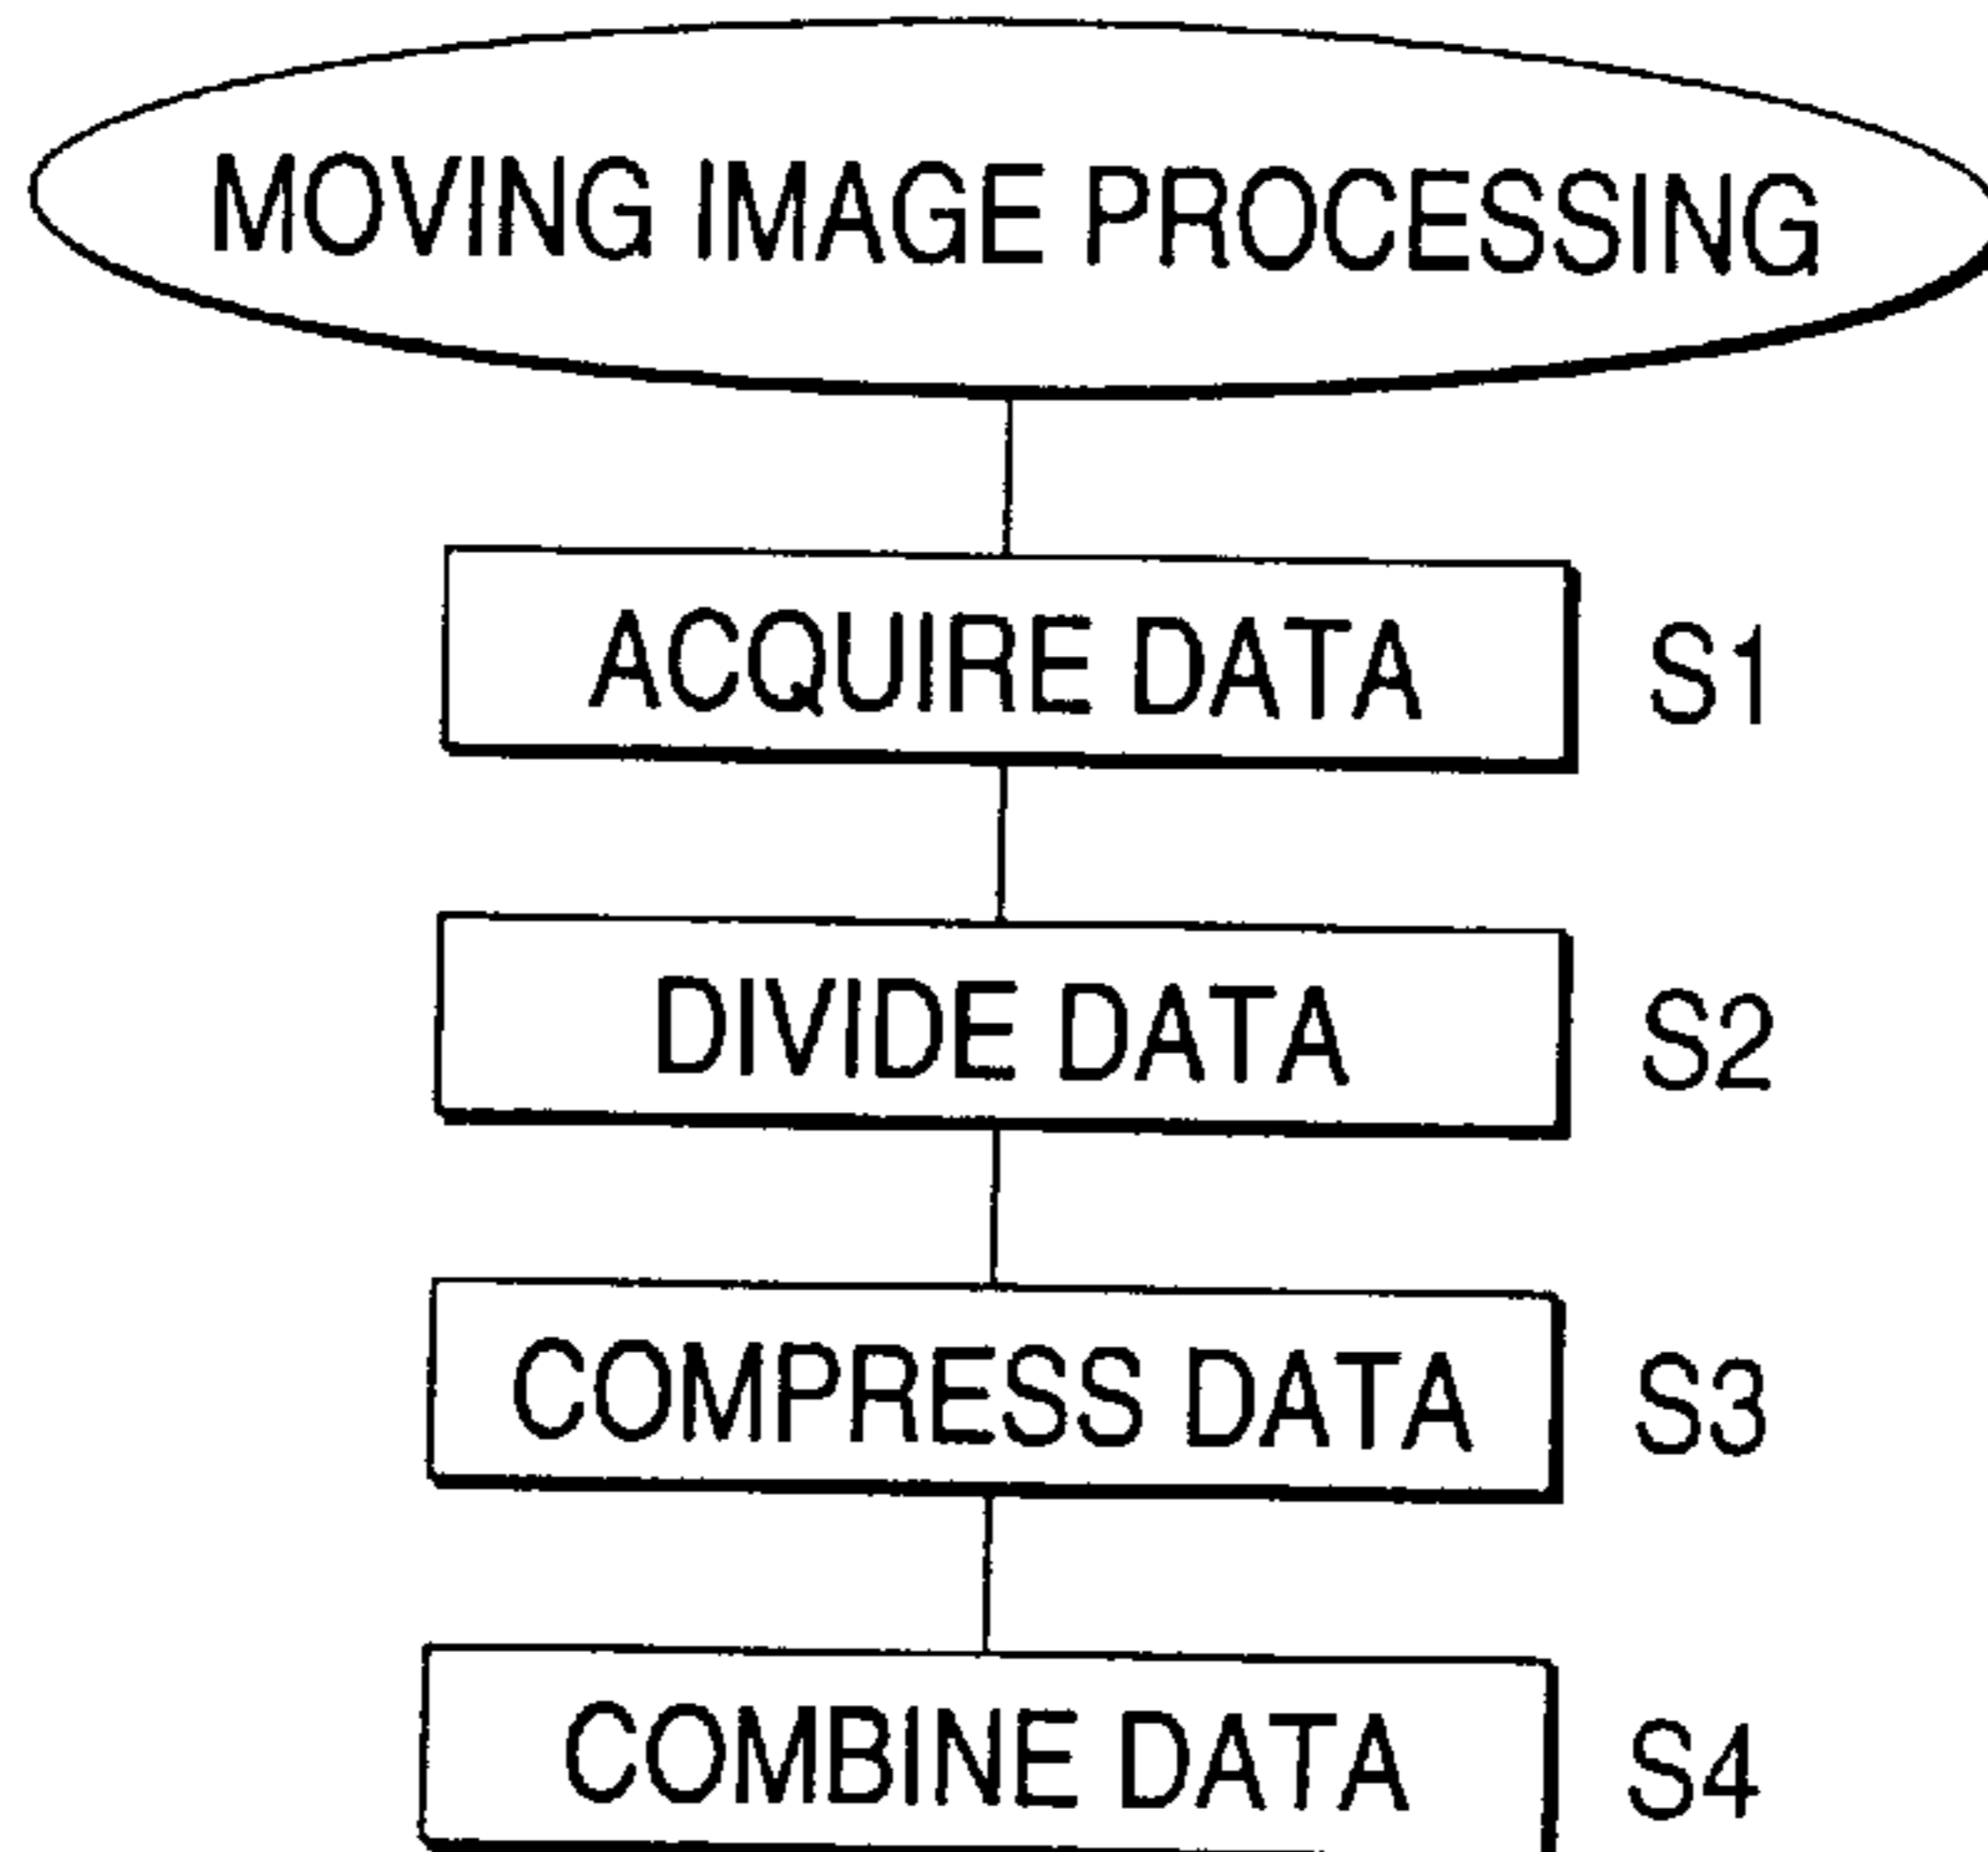 MOVING IMAGE PROCESSING
ACQUIRE DATA S1
DIVIDE DATA S2
COMPRESS DATA S3
COMBINE DATA S4